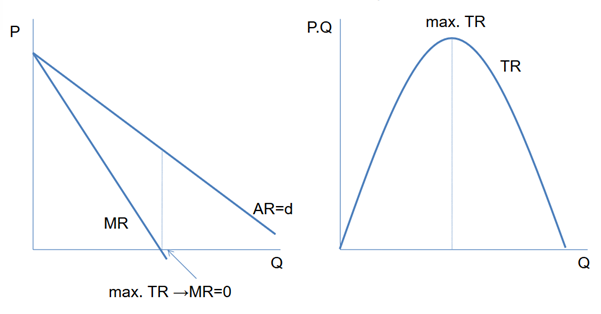 P
MR
AR=d
Q
max. TR →MR=0
P.Q
max. TR
TR
Q